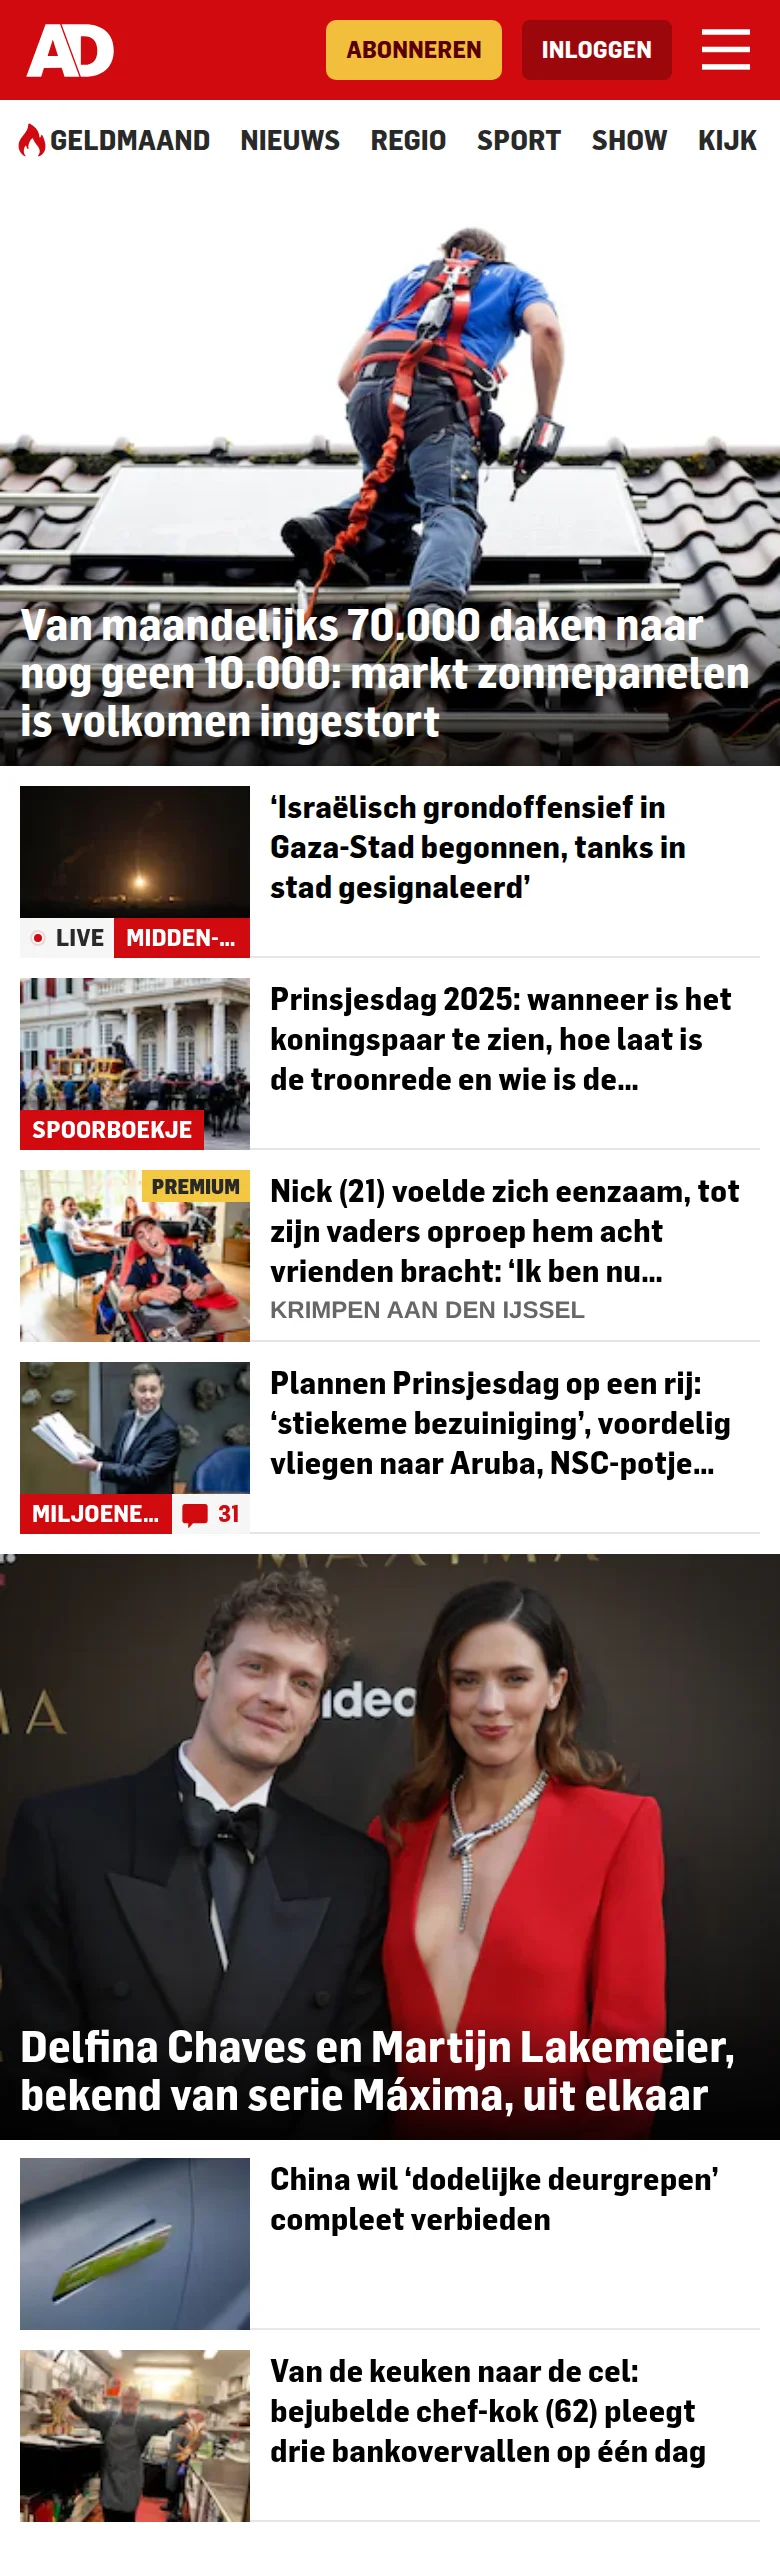 AD
ABONNEREN
INLOGGEN
GELDMAAND NIEUWS REGIO SPORT SHOW KIJK
Van maandelijks 70.000 daken naar
nog geen 10.000: markt zonnepanelen
is volkomen ingestort
‘Israëlisch grondoffensief in
Gaza-Stad begonnen, tanks in
stad gesignaleerd’
LIVE MIDDEN-...
Prinsjesdag 2025: wanneer is het
koningspaar te zien, hoe laat is
de troonrede en wie is de...
SPOORBOEKJE
PREMIUM
Nick (21) voelde zich eenzaam, tot
zijn vaders oproep hem acht
vrienden bracht: ‘Ik ben nu...
KRIMPEN AAN DEN IJSSEL
Plannen Prinsjesdag op een rij:
‘stiekeme bezuiniging’, voordelig
vliegen naar Aruba, NSC-potje...
MILJOENE... 31
Delfina Chaves en Martijn Lakemeier,
bekend van serie Máxima, uit elkaar
China wil ‘dodelijke deurgrepen’
compleet verbieden
Van de keuken naar de cel:
bejubelde chef-kok (62) pleegt
drie bankovervallen op één dag